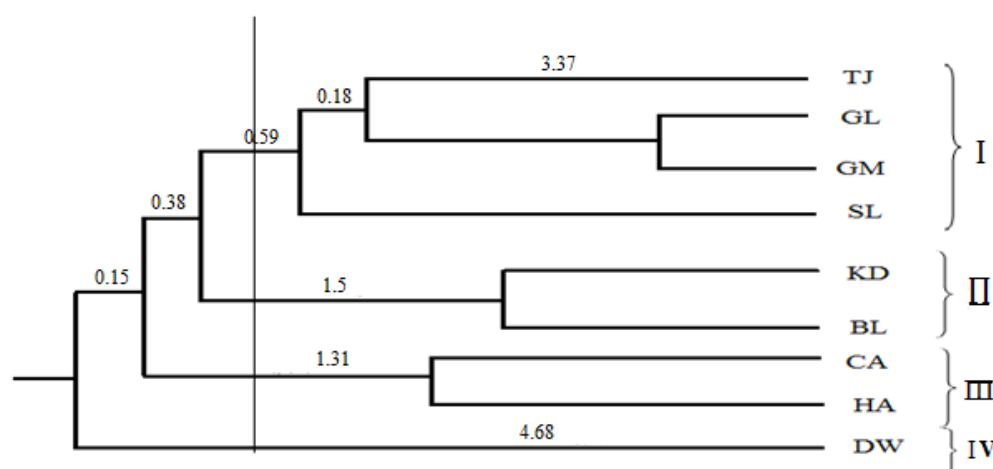 3.37
TJ
0.18
GL
0.59
I
GM
0.38
SL
0.15
KD
1.5
II
BL
1.31
CA
III
HA
4.68
DW
IV